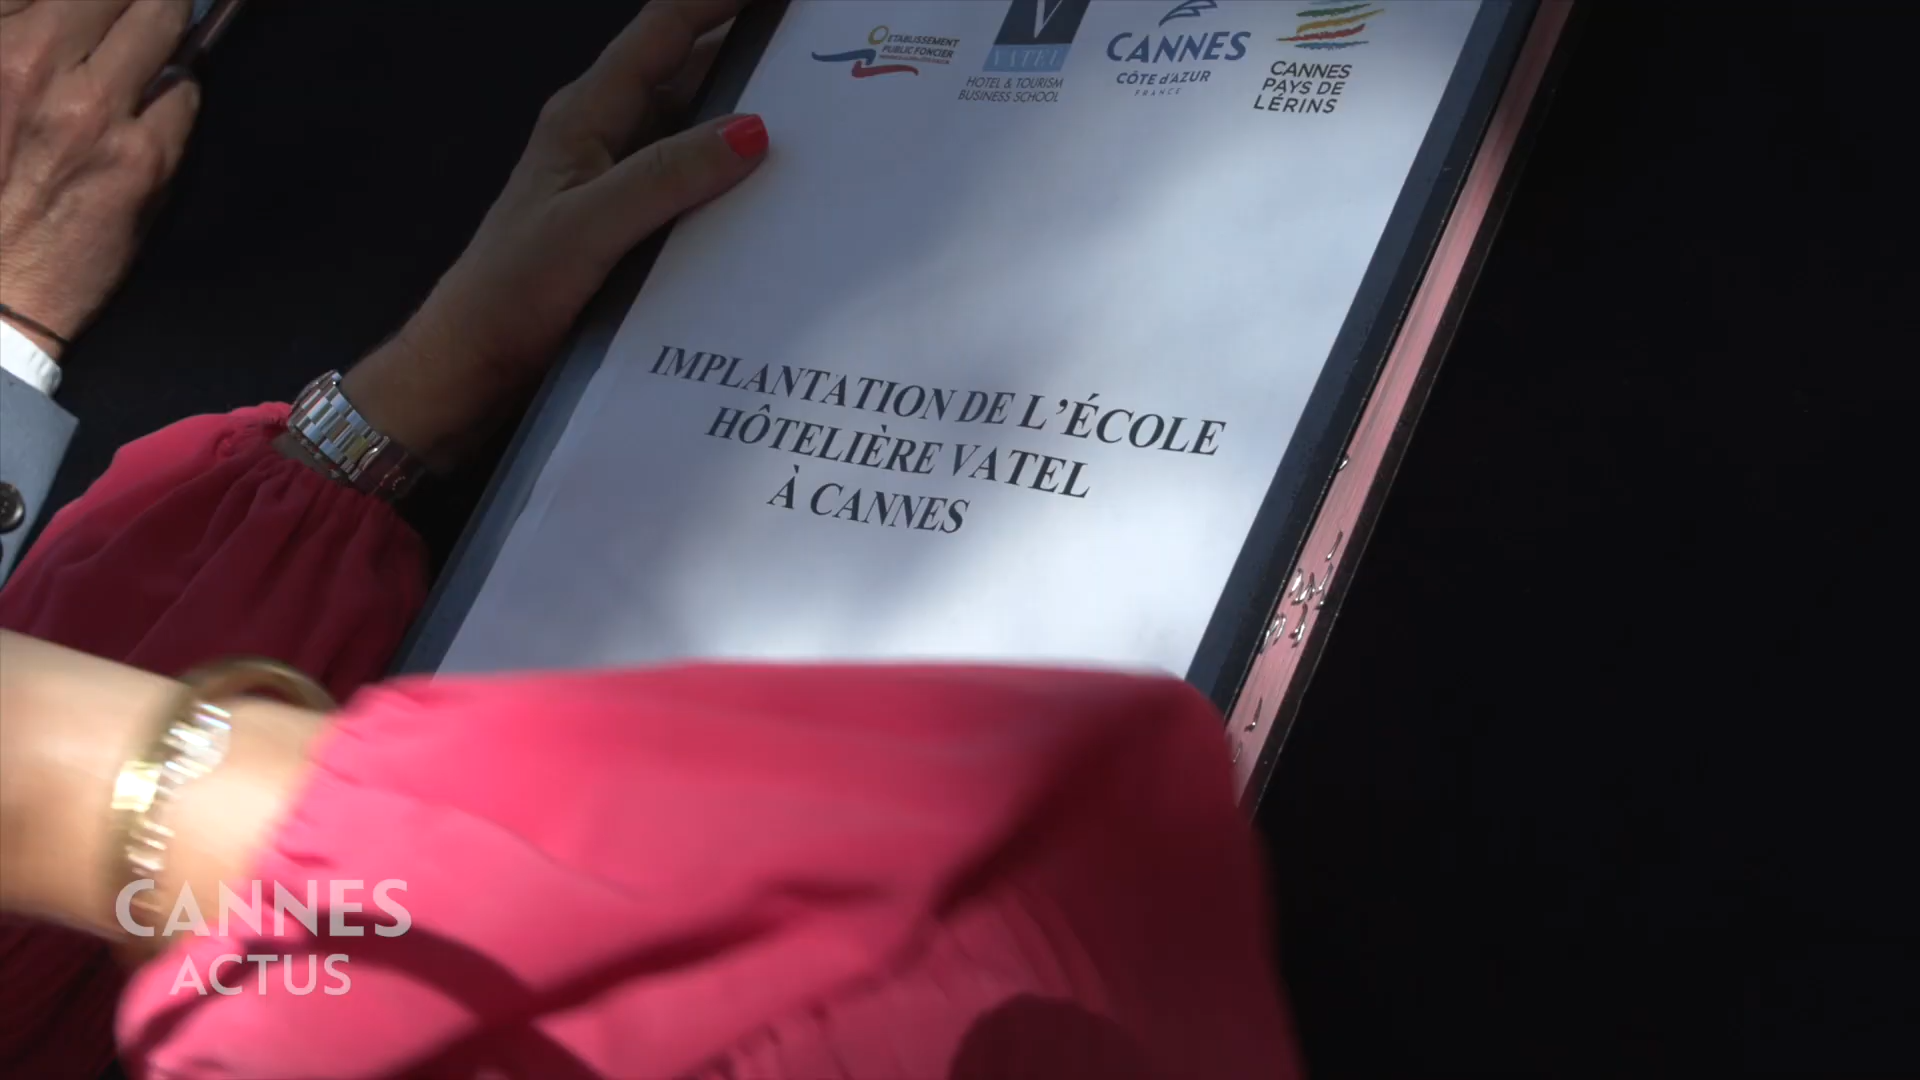 ETABLISSEMENT
PUBLIC FONCIER
V
VATEL
HOTEL & TOURISM
BUSINESS SCHOOL
CANNES
CÔTE d'AZUR
FRANCE
CANNES
PAYS DE
LÉRINS
IMPLANTATION DE L'ÉCOLE
HÔTELIÈRE VATEL
À CANNES
CANNES
ACTUS